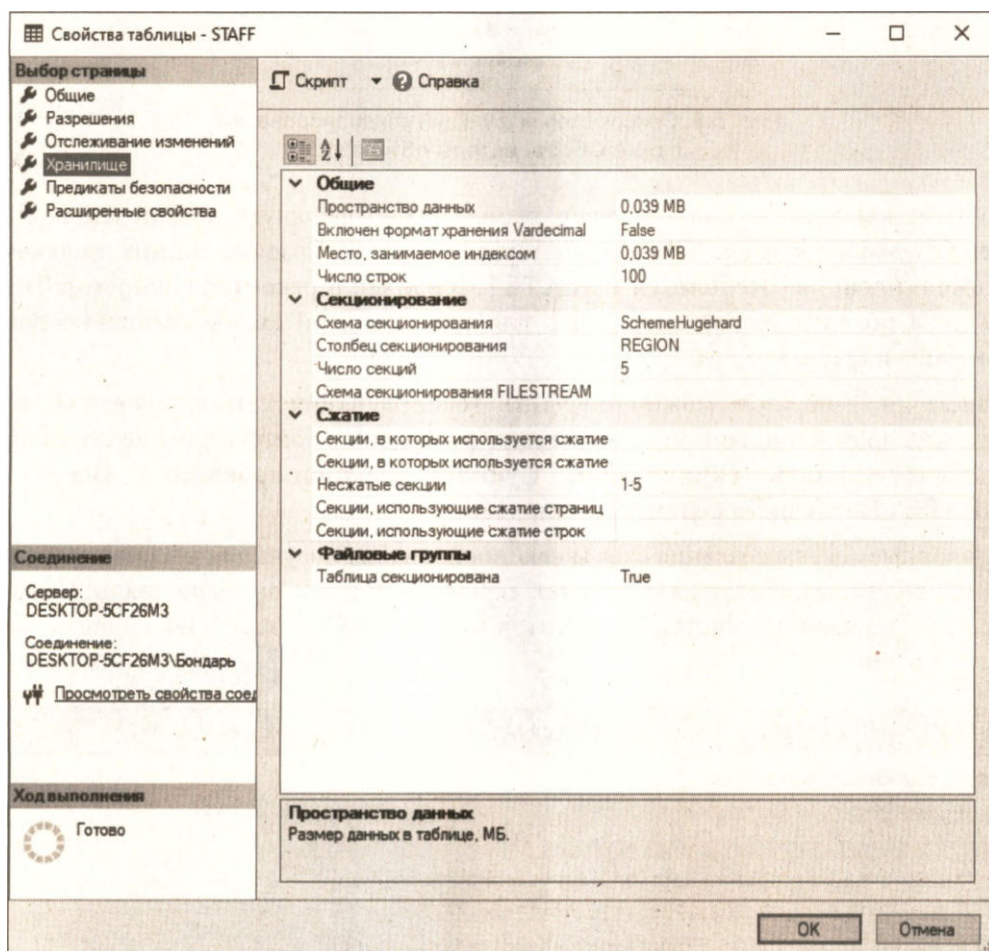 Свойства таблицы - STAFF
Выбор страницы
Общие
Разрешения
Отслеживание изменений
Хранилище
Предикаты безопасности
Расширенные свойства
Скрипт
Справка
Общие
Пространство данных 0,039 MB
Включен формат хранения Vardecimal False
Место, занимаемое индексом 0,039 MB
Число строк 100
Секционирование
Схема секционирования SchemeHugehard
Столбец секционирования REGION
Число секций 5
Схема секционирования FILESTREAM
Сжатие
Секции, в которых используется сжатие
Секции, в которых используется сжатие
Несжатые секции 1-5
Секции, использующие сжатие страниц
Секции, использующие сжатие строк
Файловые группы
Таблица секционирована True
Соединение
Сервер:
DESKTOP-5CF26M3
Соединение:
DESKTOP-5CF26M3\Бондарь
Просмотреть свойства соед
Ход выполнения
Готово
Пространство данных
Размер данных в таблице, МБ.
OK
Отмена